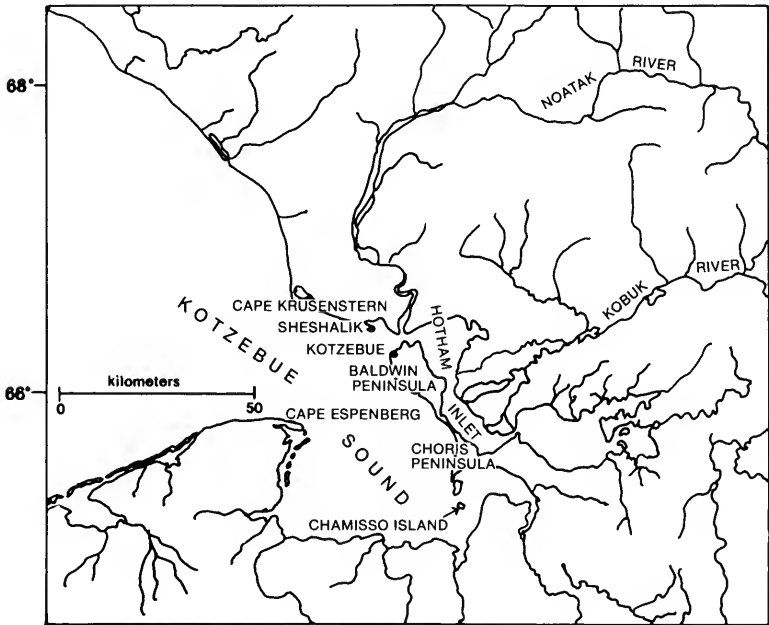 68°
NOATAK RIVER
KOBUK RIVER
CAPE KRUSENSTERN
SHESHALIK
KOTZEBUE
BALDWIN
PENINSULA
HOTHAM INLET
KOTZEBUE SOUND
66°
kilometers
0 50
CAPE ESPENBERG
CHORIS
PENINSULA
CHAMISSO ISLAND